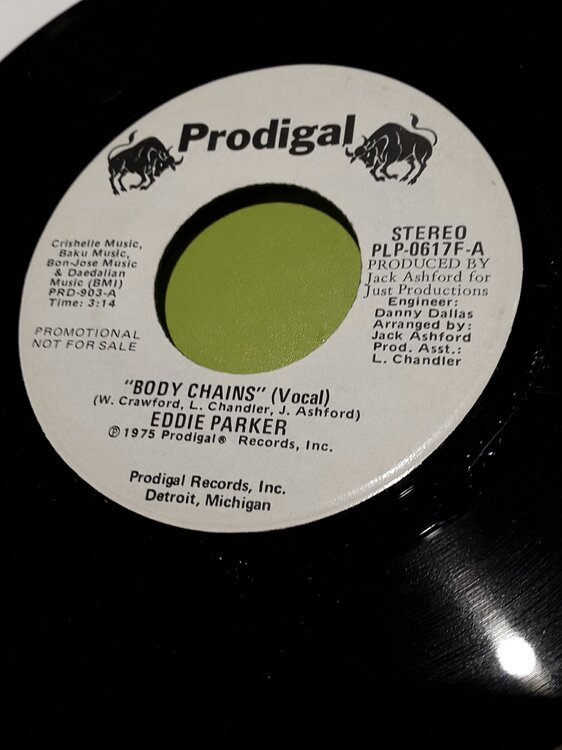 Prodigal
Crishelle Music,
Baku Music,
Bon-Jose Music
& Daedalian
Music (BMI)
PRD-903-A
Time: 3:14
PROMOTIONAL
NOT FOR SALE
STEREO
PLP-0617F-A
PRODUCED BY
Jack Ashford for
Just Productions
Engineer:
Danny Dallas
Arranged by:
Jack Ashford
Prod. Asst.:
L. Chandler
"BODY CHAINS" (Vocal)
(W. Crawford, L. Chandler, J. Ashford)
EDDIE PARKER
℗ 1975 Prodigal® Records, Inc.
Prodigal Records, Inc.
Detroit, Michigan